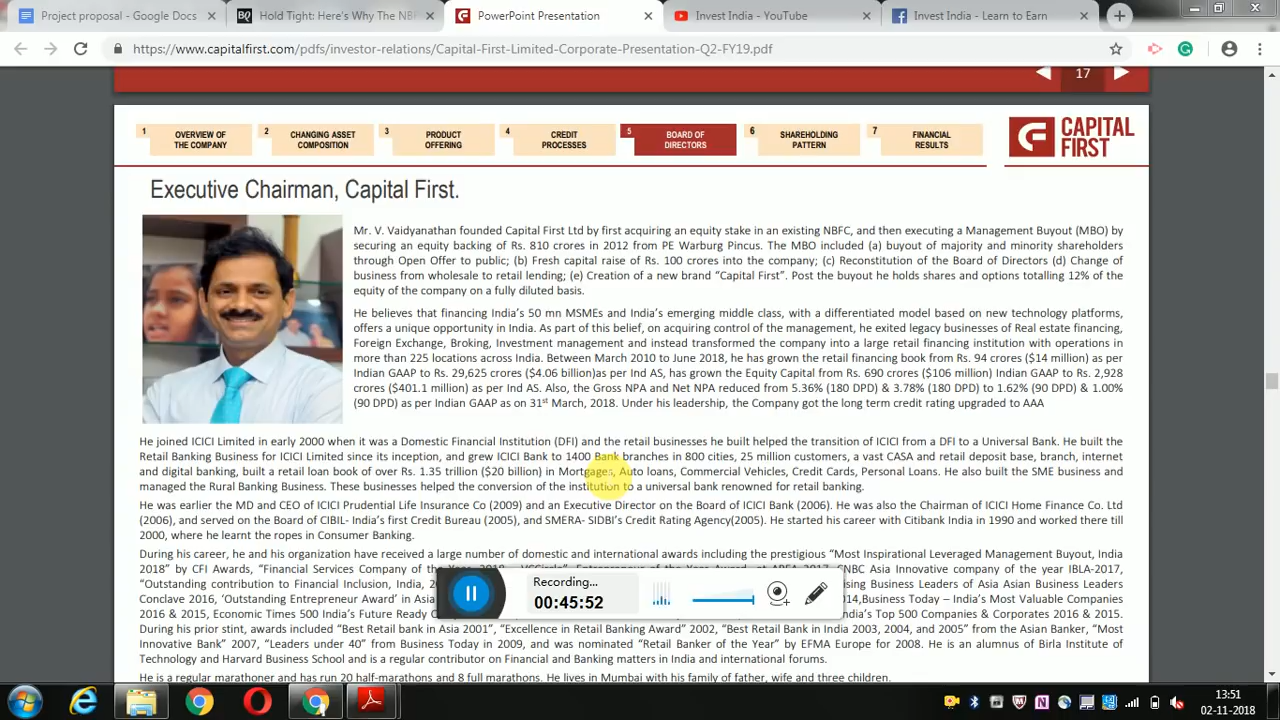 Project proposal - Google Docs
Hold Tight: Here's Why The NBF
PowerPoint Presentation
Invest India - YouTube
Invest India - Learn to Earn
https://www.capitalfirst.com/pdfs/investor-relations/Capital-First-Limited-Corporate-Presentation-Q2-FY19.pdf
17
1 OVERVIEW OF THE COMPANY
2 CHANGING ASSET COMPOSITION
3 PRODUCT OFFERING
4 CREDIT PROCESSES
5 BOARD OF DIRECTORS
6 SHAREHOLDING PATTERN
7 FINANCIAL RESULTS
CAPITAL FIRST
Executive Chairman, Capital First.
Mr. V. Vaidyanathan founded Capital First Ltd by first acquiring an equity stake in an existing NBFC, and then executing a Management Buyout (MBO) by
securing an equity backing of Rs. 810 crores in 2012 from PE Warburg Pincus. The MBO included (a) buyout of majority and minority shareholders
through Open Offer to public; (b) Fresh capital raise of Rs. 100 crores into the company; (c) Reconstitution of the Board of Directors (d) Change of
business from wholesale to retail lending; (e) Creation of a new brand “Capital First”. Post the buyout he holds shares and options totalling 12% of the
equity of the company on a fully diluted basis.
He believes that financing India’s 50 mn MSMEs and India’s emerging middle class, with a differentiated model based on new technology platforms,
offers a unique opportunity in India. As part of this belief, on acquiring control of the management, he exited legacy businesses of Real estate financing,
Foreign Exchange, Broking, Investment management and instead transformed the company into a large retail financing institution with operations in
more than 225 locations across India. Between March 2010 to June 2018, he has grown the retail financing book from Rs. 94 crores ($14 million) as per
Indian GAAP to Rs. 29,625 crores ($4.06 billion)as per Ind AS, has grown the Equity Capital from Rs. 690 crores ($106 million) Indian GAAP to Rs. 2,928
crores ($401.1 million) as per Ind AS. Also, the Gross NPA and Net NPA reduced from 5.36% (180 DPD) & 3.78% (180 DPD) to 1.62% (90 DPD) & 1.00%
(90 DPD) as per Indian GAAP as on 31st March, 2018. Under his leadership, the Company got the long term credit rating upgraded to AAA
He joined ICICI Limited in early 2000 when it was a Domestic Financial Institution (DFI) and the retail businesses he built helped the transition of ICICI from a DFI to a Universal Bank. He built the
Retail Banking Business for ICICI Limited since its inception, and grew ICICI Bank to 1400 Bank branches in 800 cities, 25 million customers, a vast CASA and retail deposit base, branch, internet
and digital banking, built a retail loan book of over Rs. 1.35 trillion ($20 billion) in Mortgages, Auto loans, Commercial Vehicles, Credit Cards, Personal Loans. He also built the SME business and
managed the Rural Banking Business. These businesses helped the conversion of the institution to a universal bank renowned for retail banking.
He was earlier the MD and CEO of ICICI Prudential Life Insurance Co (2009) and an Executive Director on the Board of ICICI Bank (2006). He was also the Chairman of ICICI Home Finance Co. Ltd
(2006), and served on the Board of CIBIL- India’s first Credit Bureau (2005), and SMERA- SIDBI’s Credit Rating Agency(2005). He started his career with Citibank India in 1990 and worked there till
2000, where he learnt the ropes in Consumer Banking.
During his career, he and his organization have received a large number of domestic and international awards including the prestigious “Most Inspirational Leveraged Management Buyout, India
2018” by CFI Awards, “Financial Services Company of the Year, 2018 CNBC Asia Innovative company of the year IBLA-2017,
“Outstanding contribution to Financial Inclusion, India, Business Leaders of Asia Asian Business Leaders
Conclave 2016, ‘Outstanding Entrepreneur Award’ in Business Today – India’s Most Valuable Companies
2016 & 2015, Economic Times 500 India’s Future Ready Top 500 Companies & Corporates 2016 & 2015.
During his prior stint, awards included “Best Retail bank in Asia 2001”, “Excellence in Retail Banking Award” 2002, “Best Retail Bank in India 2003, 2004, and 2005” from the Asian Banker, “Most
Innovative Bank” 2007, “Leaders under 40” from Business Today in 2009, and was nominated “Retail Banker of the Year” by EFMA Europe for 2008. He is an alumnus of Birla Institute of
Technology and Harvard Business School and is a regular contributor on Financial and Banking matters in India and international forums.
He is a regular marathoner and has run 20 half-marathons and 8 full marathons. He lives in Mumbai with his family of father, wife and three children.
Recording...
00:45:52
13:51
02-11-2018